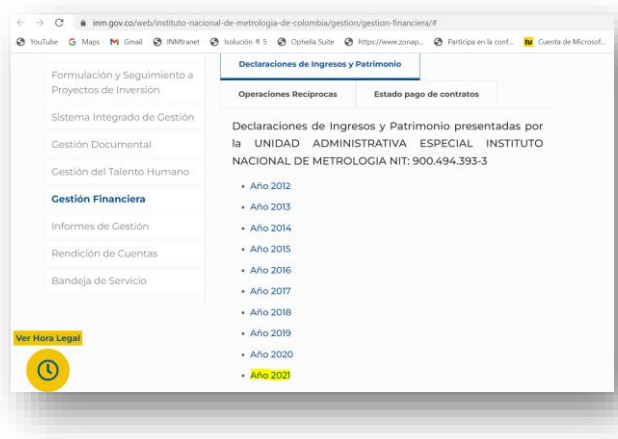 inm.gov.co/web/instituto-nacional-de-metrologia-de-colombia/gestion/gestion-financiera/#
YouTube Maps Gmail INMtranet Isolución ® 5 Ophelia Suite https://www.zonap... Participa en la conf... Cuenta de Microsof...
Formulación y Seguimiento a
Proyectos de Inversión
Sistema Integrado de Gestión
Gestión Documental
Gestión del Talento Humano
Gestión Financiera
Informes de Gestión
Rendición de Cuentas
Bandeja de Servicio
Ver Hora Legal
Declaraciones de Ingresos y Patrimonio
Operaciones Recíprocas Estado pago de contratos
Declaraciones de Ingresos y Patrimonio presentadas por
la UNIDAD ADMINISTRATIVA ESPECIAL INSTITUTO
NACIONAL DE METROLOGIA NIT: 900.494.393-3
• Año 2012
• Año 2013
• Año 2014
• Año 2015
• Año 2016
• Año 2017
• Año 2018
• Año 2019
• Año 2020
• Año 2021